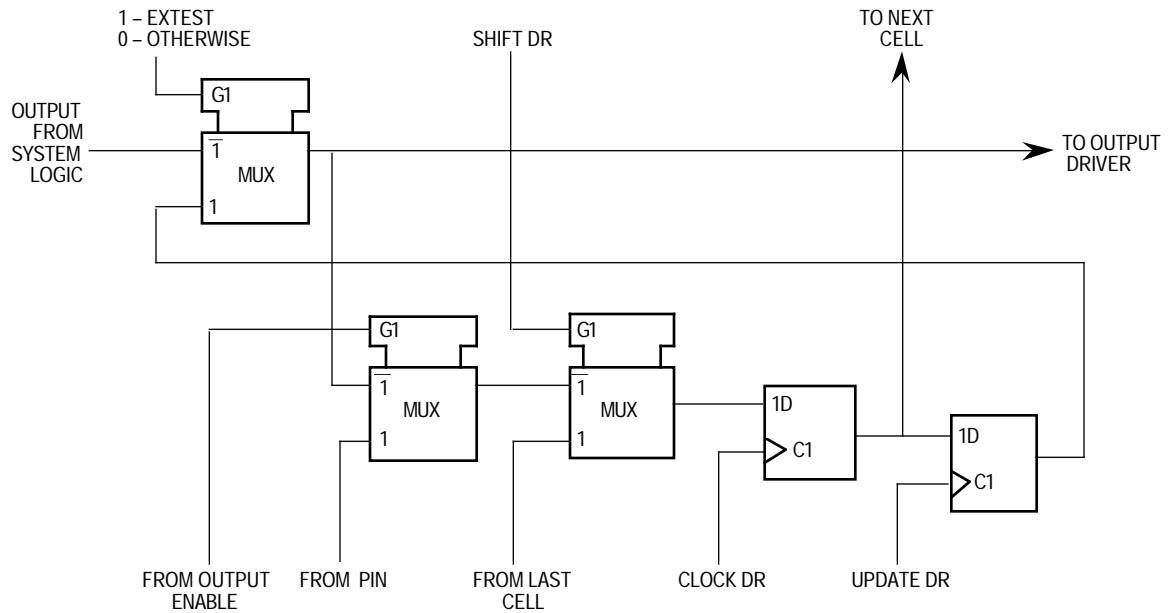 1 – EXTEST
0 – OTHERWISE
SHIFT DR
TO NEXT
CELL
G1
OUTPUT
FROM
SYSTEM
LOGIC
1
MUX
1
TO OUTPUT
DRIVER
G1
G1
1
MUX
1
1
MUX
1
1D
C1
1D
C1
FROM OUTPUT
ENABLE
FROM PIN
FROM LAST
CELL
CLOCK DR
UPDATE DR